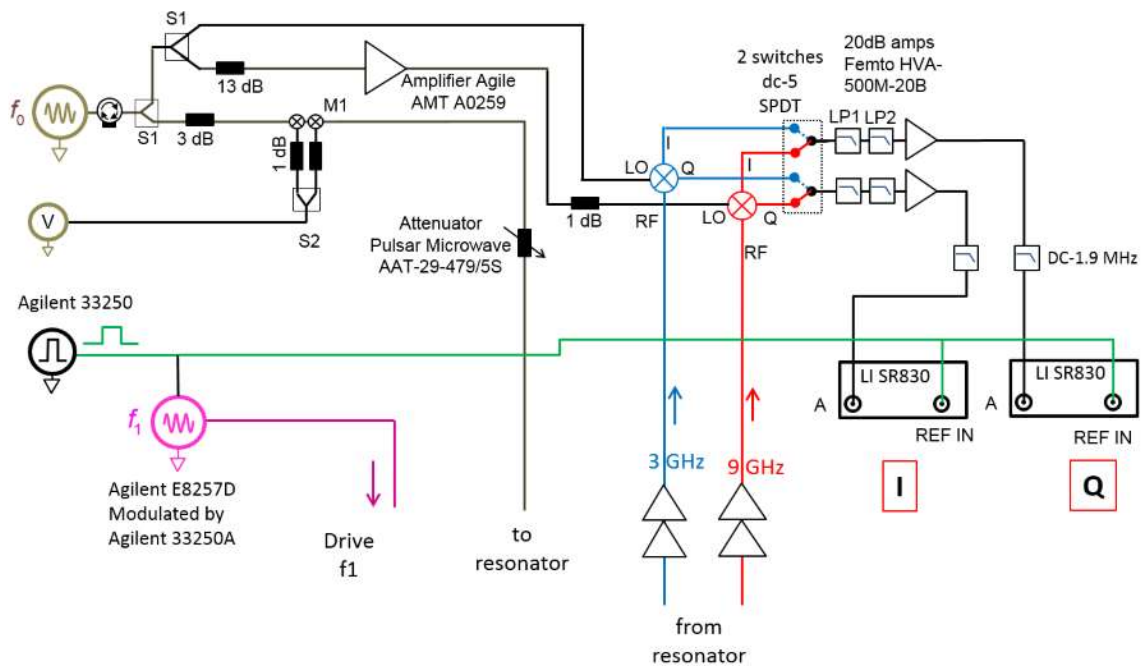 S1
13 dB
Amplifier Agile
AMT A0259
2 switches
dc-5
SPDT
20dB amps
Femto HVA-
500M-20B
LP1 LP2
f0
S1
3 dB
M1
1 dB
S2
V
Attenuator
Pulsar Microwave
AAT-29-479/5S
1 dB
LO
I
Q
RF
LO
I
Q
RF
DC-1.9 MHz
Agilent 33250
f1
Agilent E8257D
Modulated by
Agilent 33250A
Drive
f1
to
resonator
3 GHz
9 GHz
from
resonator
LI SR830
A
REF IN
I
LI SR830
A
REF IN
Q